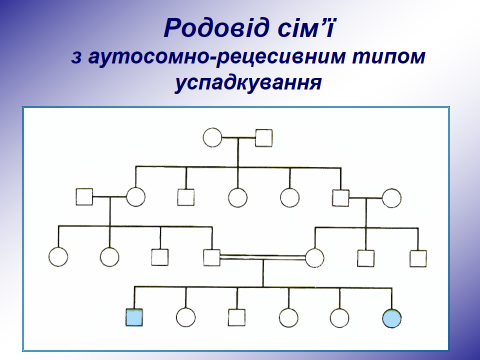 Родовід сім’ї
з аутосомно-рецесивним типом
успадкування